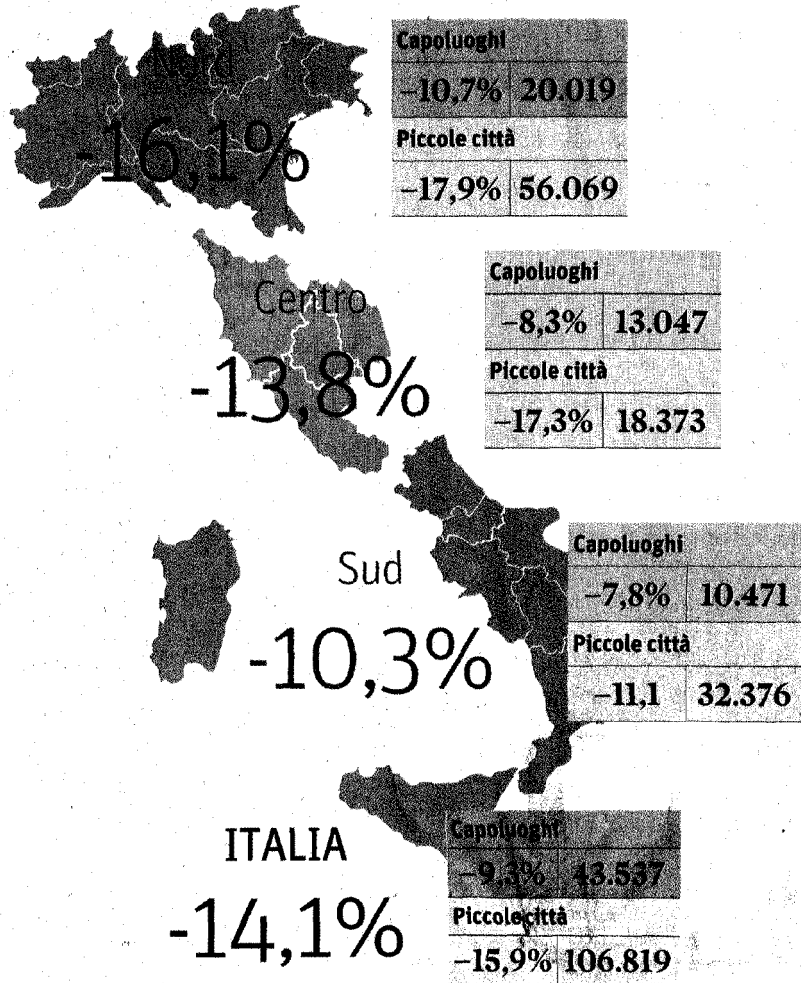 Nord
-16,1%
Capoluoghi
–10,7% 20.019
Piccole città
–17,9% 56.069
Centro
-13,8%
Capoluoghi
–8,3% 13.047
Piccole città
–17,3% 18.373
Sud
-10,3%
Capoluoghi
–7,8% 10.471
Piccole città
–11,1 32.376
ITALIA
-14,1%
Capoluoghi
–9,3% 43.537
Piccole città
–15,9% 106.819